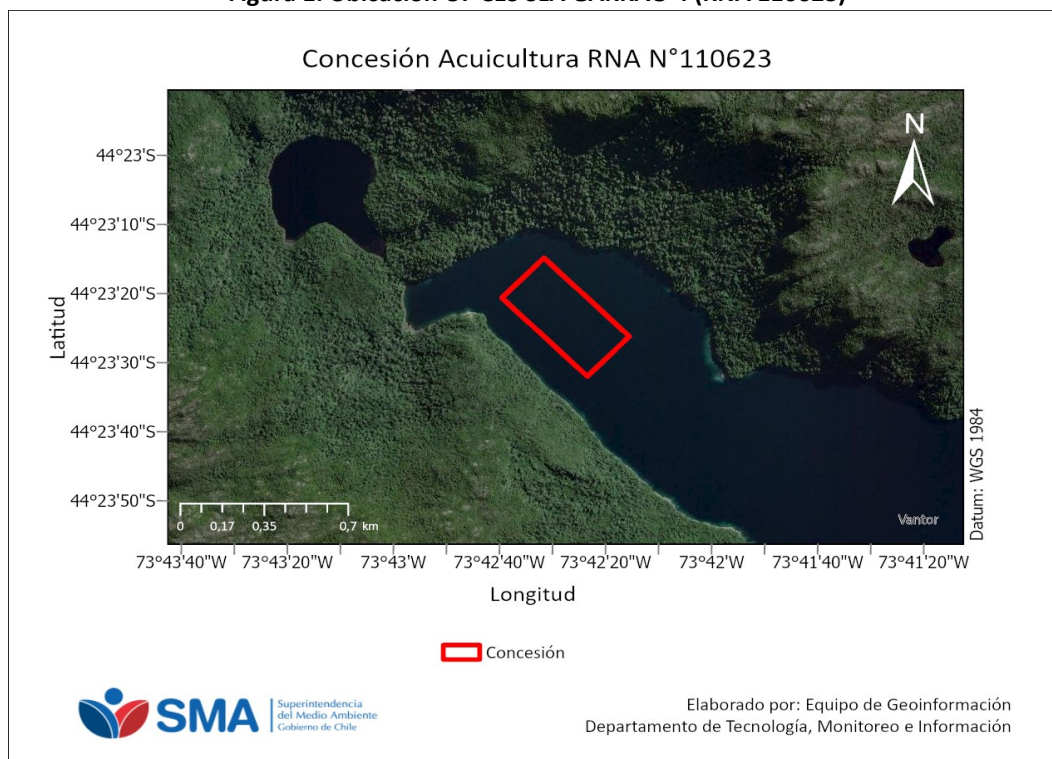 Concesión Acuicultura RNA N°110623
N
44°23'S
44°23'10"S
44°23'20"S
44°23'30"S
44°23'40"S
44°23'50"S
Latitud
0 0,17 0,35 0,7 km
Vantor
Datum: WGS 1984
73°43'40"W 73°43'20"W 73°43'W 73°42'40"W 73°42'20"W 73°42'W 73°41'40"W 73°41'20"W
Longitud
Concesión
SMA
Superintendencia
del Medio Ambiente
Gobierno de Chile
Elaborado por: Equipo de Geoinformación
Departamento de Tecnología, Monitoreo e Información